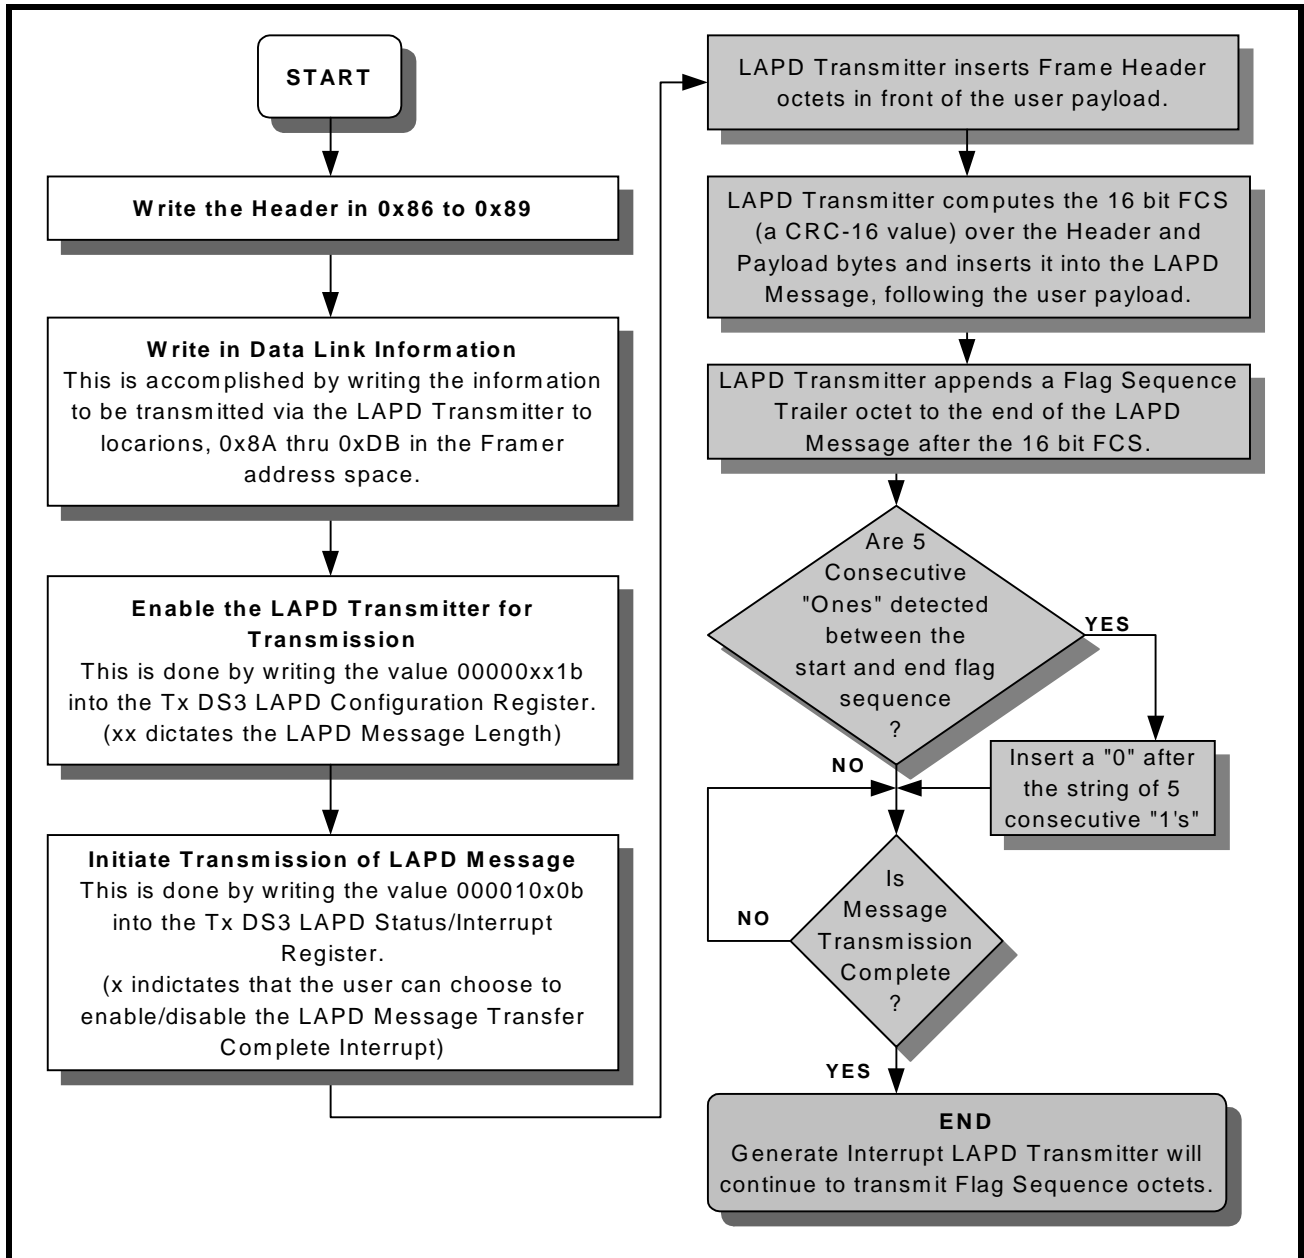 START
Write the Header in 0x86 to 0x89
Write in Data Link Information
This is accomplished by writing the information
to be transmitted via the LAPD Transmitter to
locarions, 0x8A thru 0xDB in the Framer
address space.
Enable the LAPD Transmitter for
Transmission
This is done by writing the value 00000xx1b
into the Tx DS3 LAPD Configuration Register.
(xx dictates the LAPD Message Length)
Initiate Transmission of LAPD Message
This is done by writing the value 000010x0b
into the Tx DS3 LAPD Status/Interrupt
Register.
(x indictates that the user can choose to
enable/disable the LAPD Message Transfer
Complete Interrupt)
LAPD Transmitter inserts Frame Header
octets in front of the user payload.
LAPD Transmitter computes the 16 bit FCS
(a CRC-16 value) over the Header and
Payload bytes and inserts it into the LAPD
Message, following the user payload.
LAPD Transmitter appends a Flag Sequence
Trailer octet to the end of the LAPD
Message after the 16 bit FCS.
Are 5
Consecutive
"Ones" detected
between the
start and end flag
sequence
?
YES
NO
Insert a "0" after
the string of 5
consecutive "1's"
Is
Message
Transmission
Complete
?
NO
YES
END
Generate Interrupt LAPD Transmitter will
continue to transmit Flag Sequence octets.